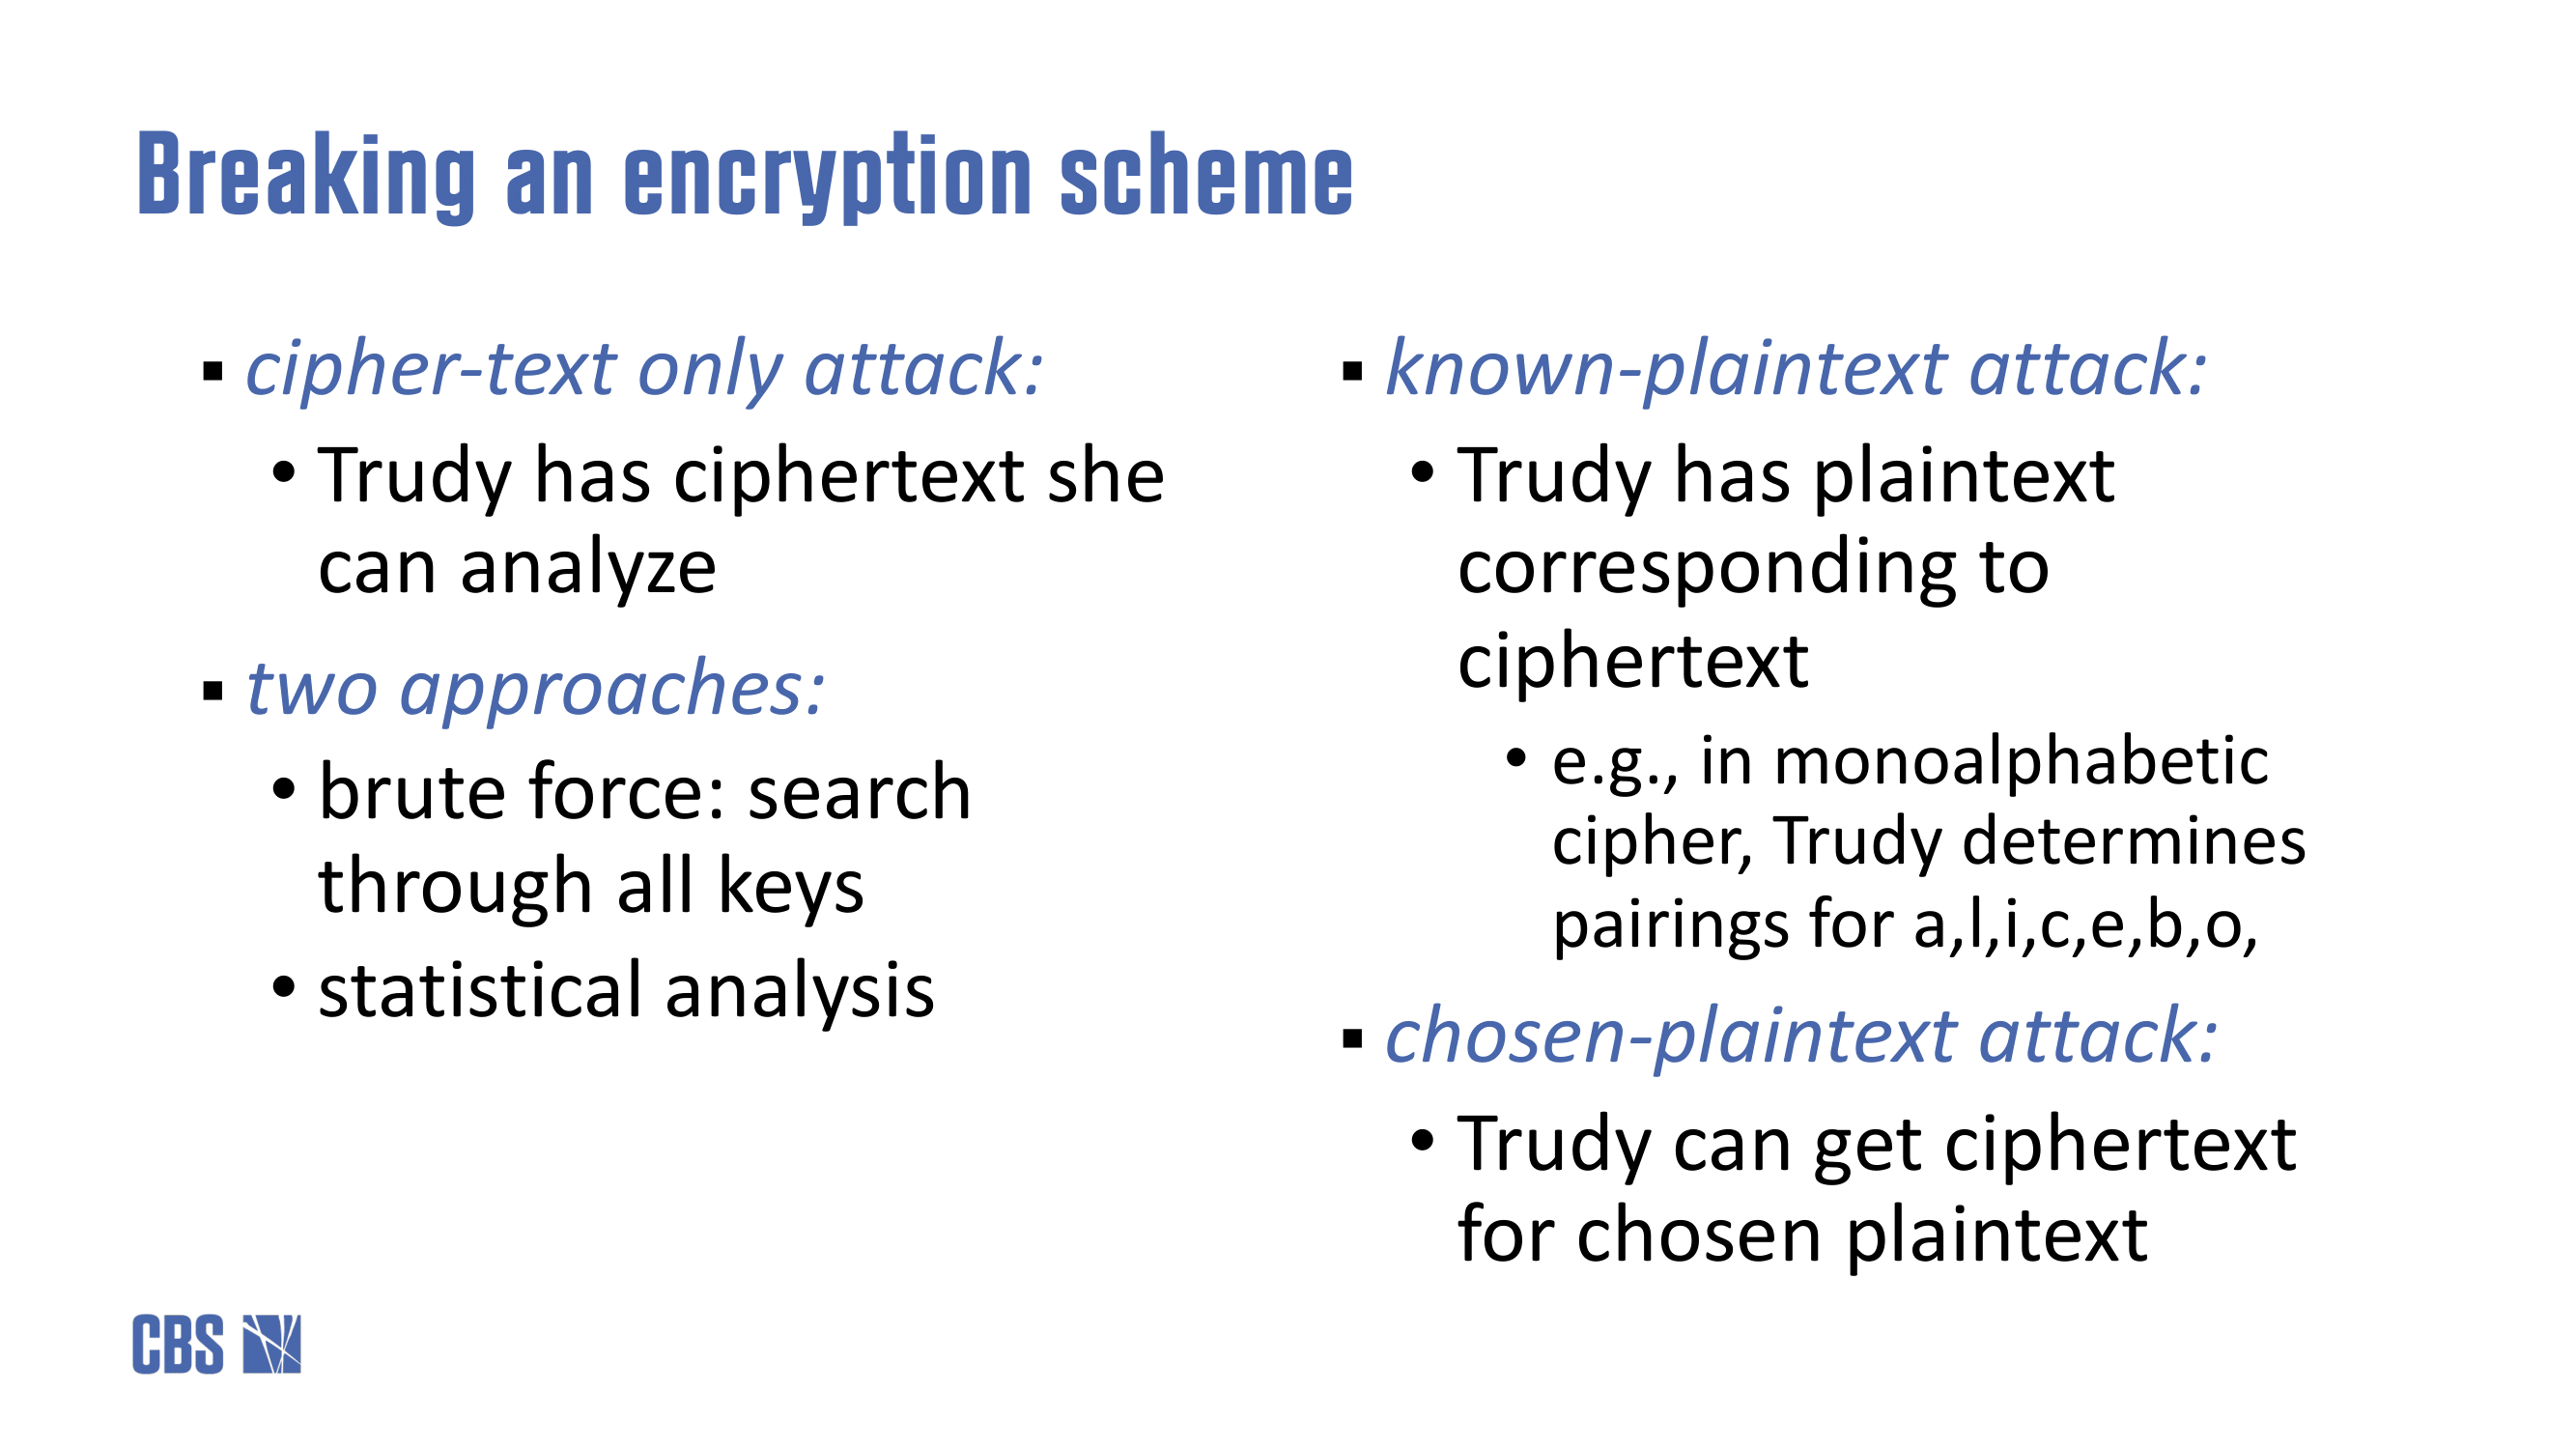 Breaking an encryption scheme
▪ cipher-text only attack:
• Trudy has ciphertext she
can analyze
▪ two approaches:
• brute force: search
through all keys
• statistical analysis
▪ known-plaintext attack:
• Trudy has plaintext
corresponding to
ciphertext
• e.g., in monoalphabetic
cipher, Trudy determines
pairings for a,l,i,c,e,b,o,
▪ chosen-plaintext attack:
• Trudy can get ciphertext
for chosen plaintext
CBS